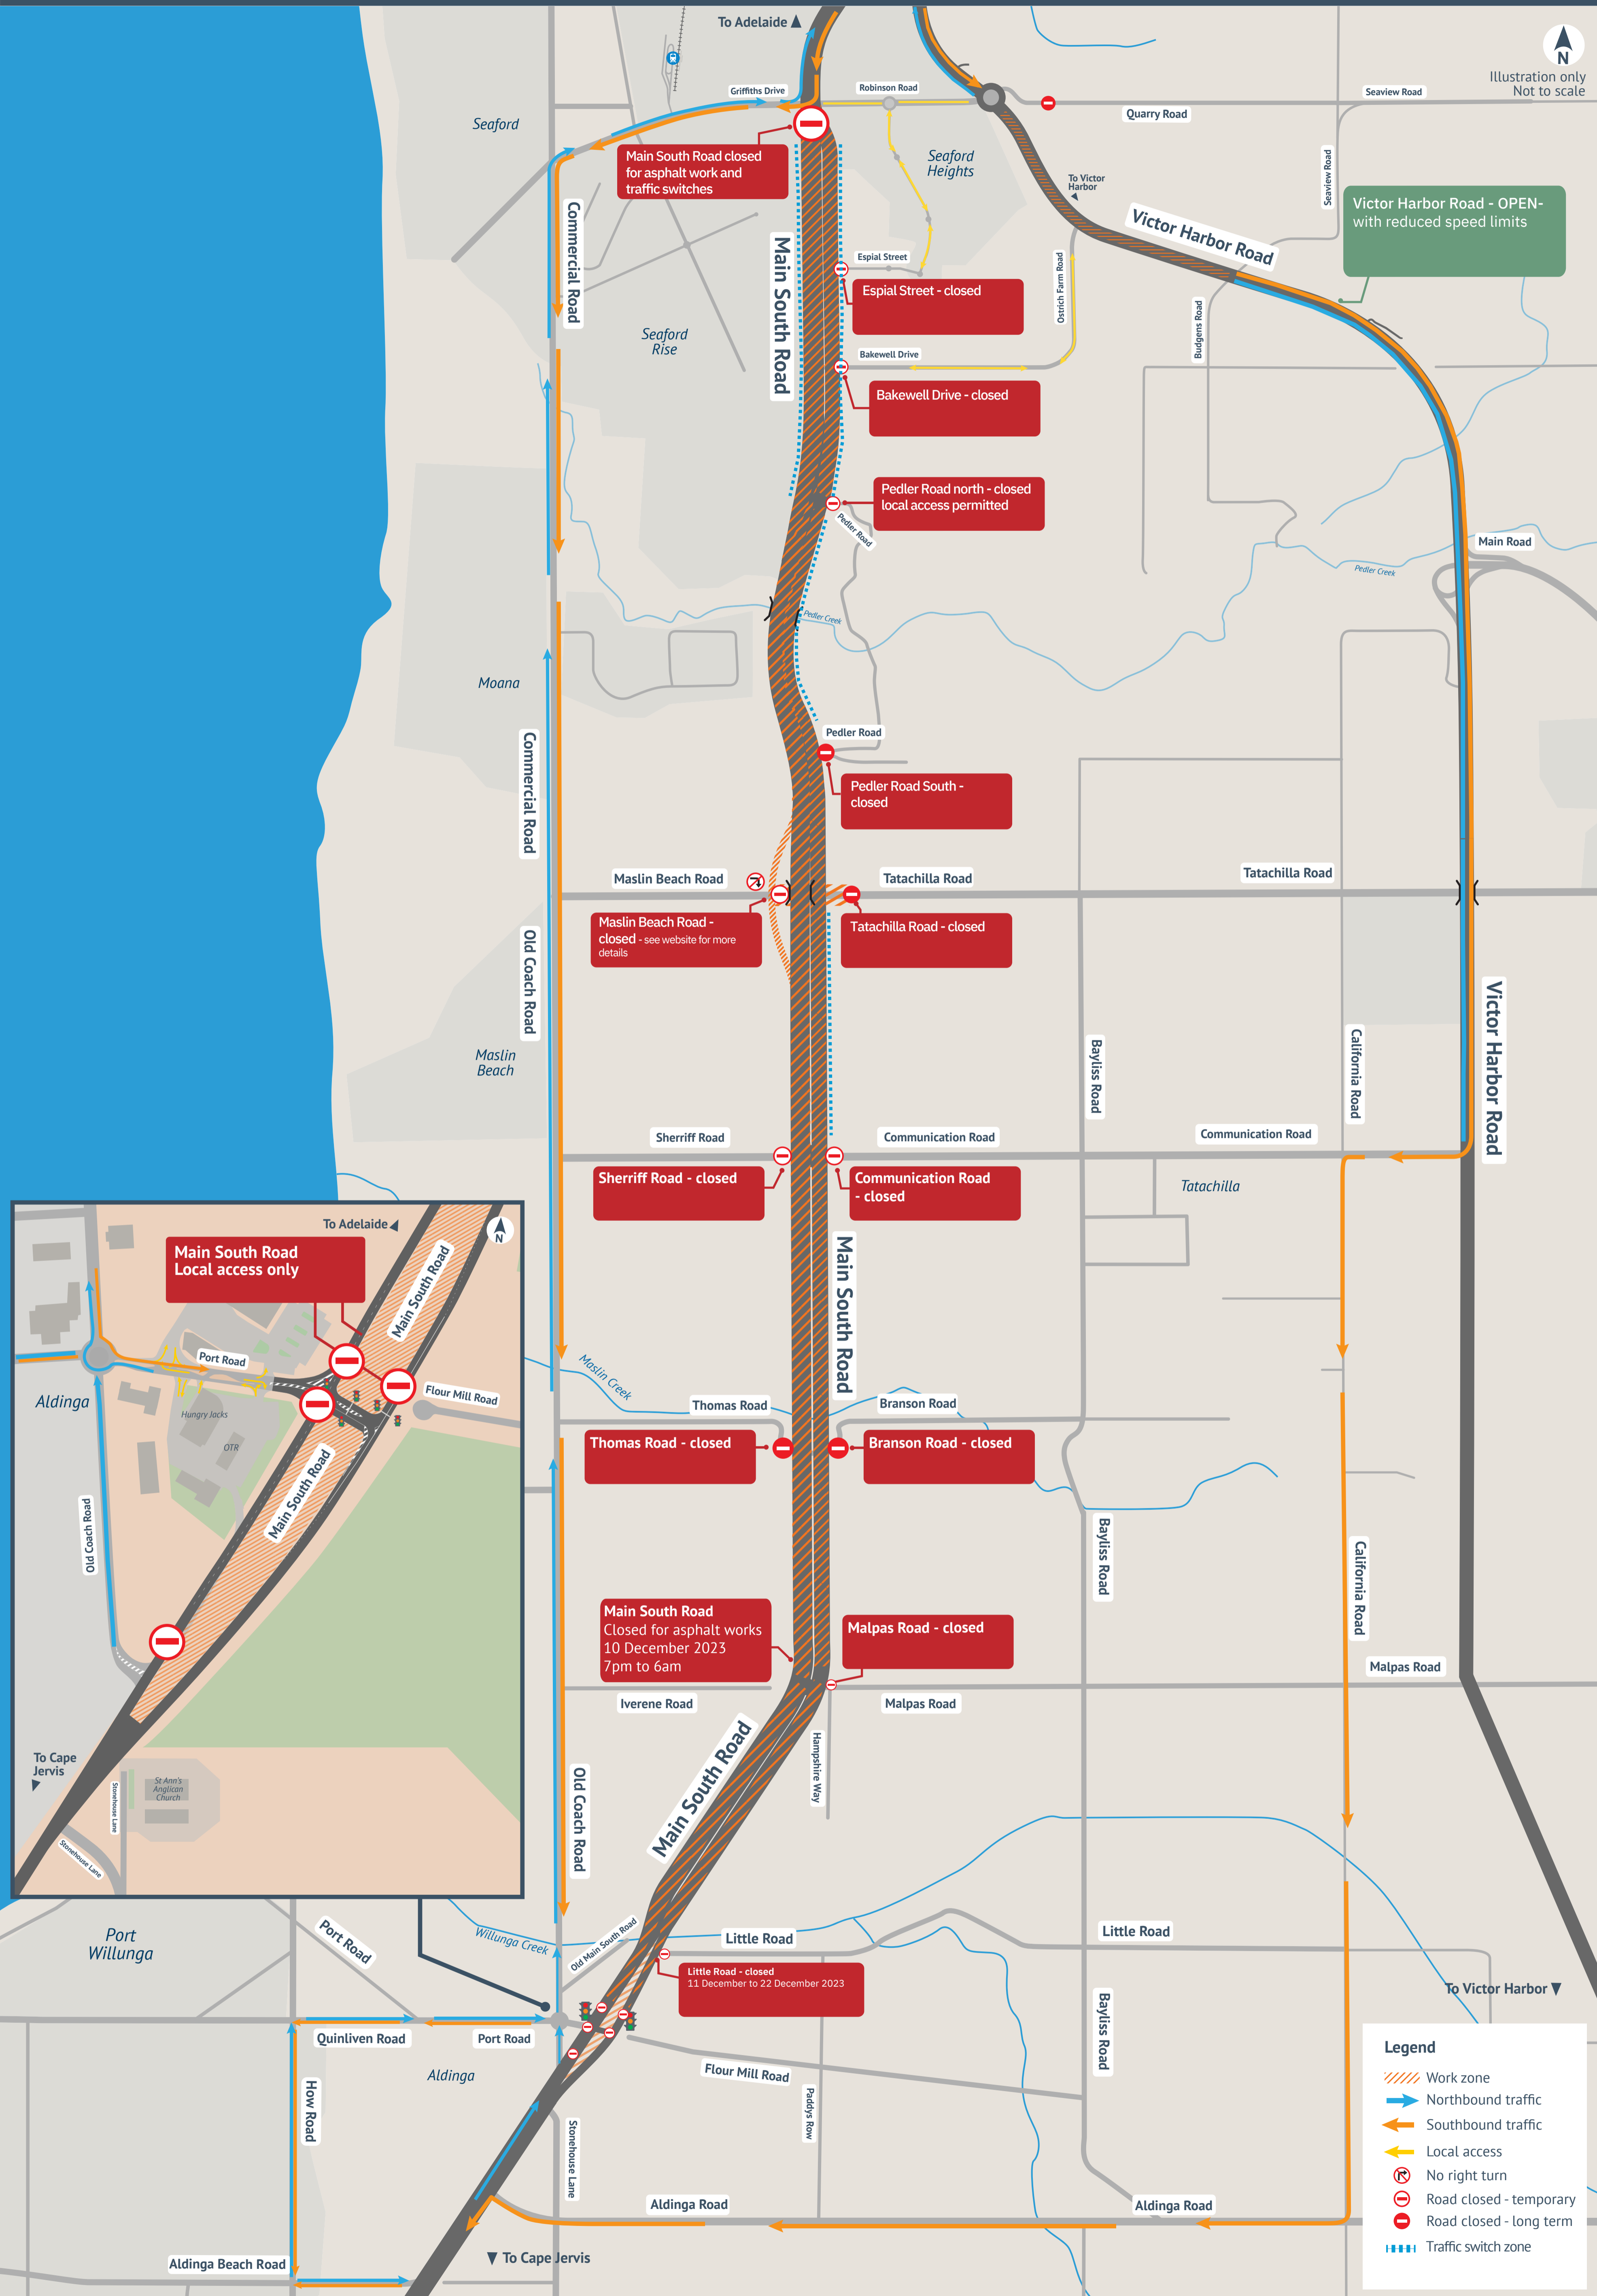 To Adelaide
N
Illustration only
Not to scale
Griffiths Drive
Robinson Road
Seaview Road
Quarry Road
Seaford
Main South Road closed
for asphalt work and
traffic switches
Seaford
Heights
To Victor
Harbor
Seaview Road
Victor Harbor Road - OPEN-
with reduced speed limits
Victor Harbor Road
Commercial Road
Main South Road
Espial Street
Espial Street - closed
Ostrich Farm Road
Budgens Road
Seaford
Rise
Bakewell Drive
Bakewell Drive - closed
Pedler Road north - closed
local access permitted
Pedler Road
Main Road
Pedler Creek
Pedler Creek
Moana
Pedler Road
Commercial Road
Pedler Road South -
closed
Maslin Beach Road
Tatachilla Road
Tatachilla Road
Maslin Beach Road -
closed - see website for more
details
Tatachilla Road - closed
Old Coach Road
Victor Harbor Road
Maslin
Beach
Bayliss Road
California Road
Sherriff Road
Communication Road
Communication Road
Sherriff Road - closed
Communication Road
- closed
Tatachilla
Main South Road
To Adelaide
N
Main South Road
Local access only
Main South Road
Port Road
Flour Mill Road
Aldinga
Hungry Jacks
OTR
Main South Road
Old Coach Road
To Cape
Jervis
St Ann's
Anglican
Church
Stonehouse Lane
Stonehouse Lane
Maslin Creek
Thomas Road
Branson Road
Thomas Road - closed
Branson Road - closed
Bayliss Road
California Road
Main South Road
Closed for asphalt works
10 December 2023
7pm to 6am
Malpas Road - closed
Malpas Road
Iverene Road
Malpas Road
Main South Road
Hampshire Way
Old Coach Road
Port
Willunga
Port Road
Willunga Creek
Old Main South Road
Little Road
Little Road
Little Road - closed
11 December to 22 December 2023
To Victor Harbor
Quinliven Road
Port Road
Bayliss Road
Aldinga
Flour Mill Road
How Road
Paddys Row
Stonehouse Lane
Aldinga Road
Aldinga Road
Aldinga Beach Road
To Cape Jervis
Legend
Work zone
Northbound traffic
Southbound traffic
Local access
No right turn
Road closed - temporary
Road closed - long term
Traffic switch zone